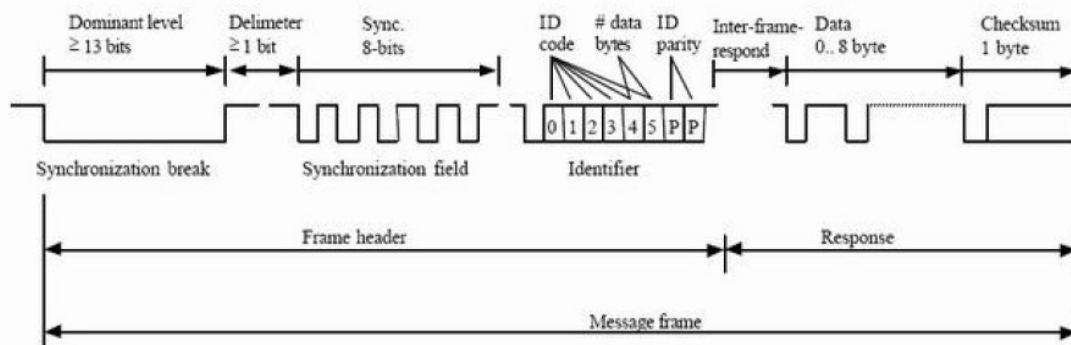 Dominant level
≥ 13 bits
Delimeter
≥ 1 bit
Sync.
8-bits
ID
code
# data
bytes
ID
parity
Inter-frame-
respond
Data
0.. 8 byte
Checksum
1 byte
0 1 2 3 4 5 P P
Synchronization break
Synchronization field
Identifier
Frame header
Response
Message frame